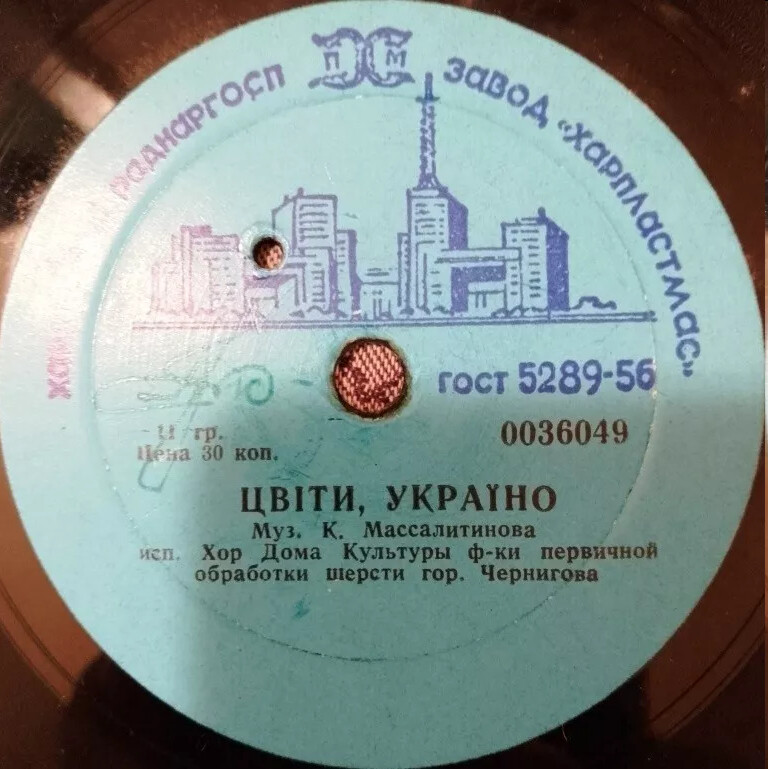 раднаргосп
ПМ
завод «Харпластмас»
гост 5289-56
11 гр.
0036049
Цена 30 коп.
ЦВІТИ, УКРАЇНО
Муз. К. Массалитинова
исп. Хор Дома Культуры ф-ки первичной
обработки шерсти гор. Чернигова